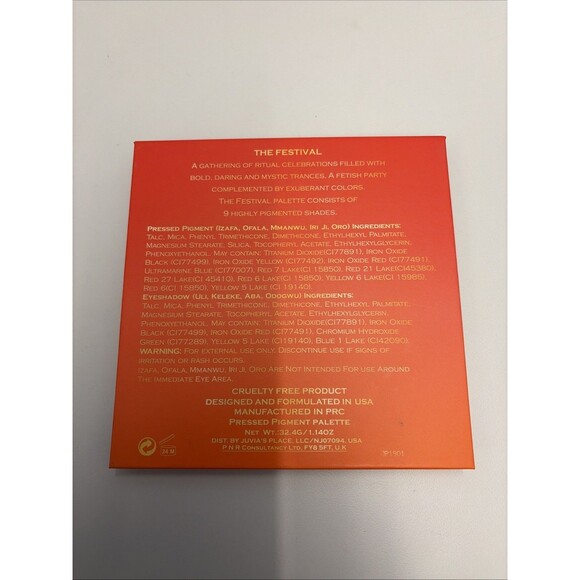 THE FESTIVAL
A GATHERING OF RITUAL CELEBRATIONS FILLED WITH
BOLD, DARING AND MYSTIC TRANCES. A FETISH PARTY
COMPLEMENTED BY EXUBERANT COLORS.
THE FESTIVAL PALETTE CONSISTS OF
9 HIGHLY PIGMENTED SHADES.
PRESSED PIGMENT (IZAFA, OFALA, MMANWU, IRI JI, ORO) INGREDIENTS:
TALC, MICA, PHENYL TRIMETHICONE, DIMETHICONE, ETHYLHEXYL PALMITATE,
MAGNESIUM STEARATE, SILICA, TOCOPHERYL ACETATE, ETHYLHEXYLGLYCERIN,
PHENOXYETHANOL. MAY CONTAIN: TITANIUM DIOXIDE(CI77891), IRON OXIDE
BLACK (CI77499), IRON OXIDE YELLOW (CI77492), IRON OXIDE RED (CI77491),
ULTRAMARINE BLUE (CI77007), RED 7 LAKE(CI 15850), RED 21 LAKE(CI45380),
RED 27 LAKE(CI 45410), RED 6 LAKE(CI 15850), YELLOW 6 LAKE(CI 15985),
RED 6(CI 15850), YELLOW 5 LAKE (CI 19140).
EYESHADOW (ULI, KELEKE, ABA, ODOGWU) INGREDIENTS:
TALC, MICA, PHENYL TRIMETHICONE, DIMETHICONE, ETHYLHEXYL PALMITATE,
MAGNESIUM STEARATE, TOCOPHERYL ACETATE, ETHYLHEXYLGLYCERIN,
PHENOXYETHANOL. MAY CONTAIN: TITANIUM DIOXIDE(CI77891), IRON OXIDE
BLACK (CI77499), IRON OXIDE RED (CI77491), CHROMIUM HYDROXIDE
GREEN (CI77289), YELLOW 5 LAKE (CI19140), BLUE 1 LAKE (CI42090).
WARNING: FOR EXTERNAL USE ONLY. DISCONTINUE USE IF SIGNS OF
IRRITATION OR RASH OCCURS.
IZAFA, OFALA, MMANWU, IRI JI, ORO ARE NOT INTENDED FOR USE AROUND
THE IMMEDIATE EYE AREA.
CRUELTY FREE PRODUCT
DESIGNED AND FORMULATED IN USA
MANUFACTURED IN PRC
PRESSED PIGMENT PALETTE
NET WT. 32.4G/1.14OZ
DIST. BY JUVIA'S PLACE, LLC/NJ07094, USA
P N R CONSULTANCY LTD. FY8 5FT, U.K
24 M